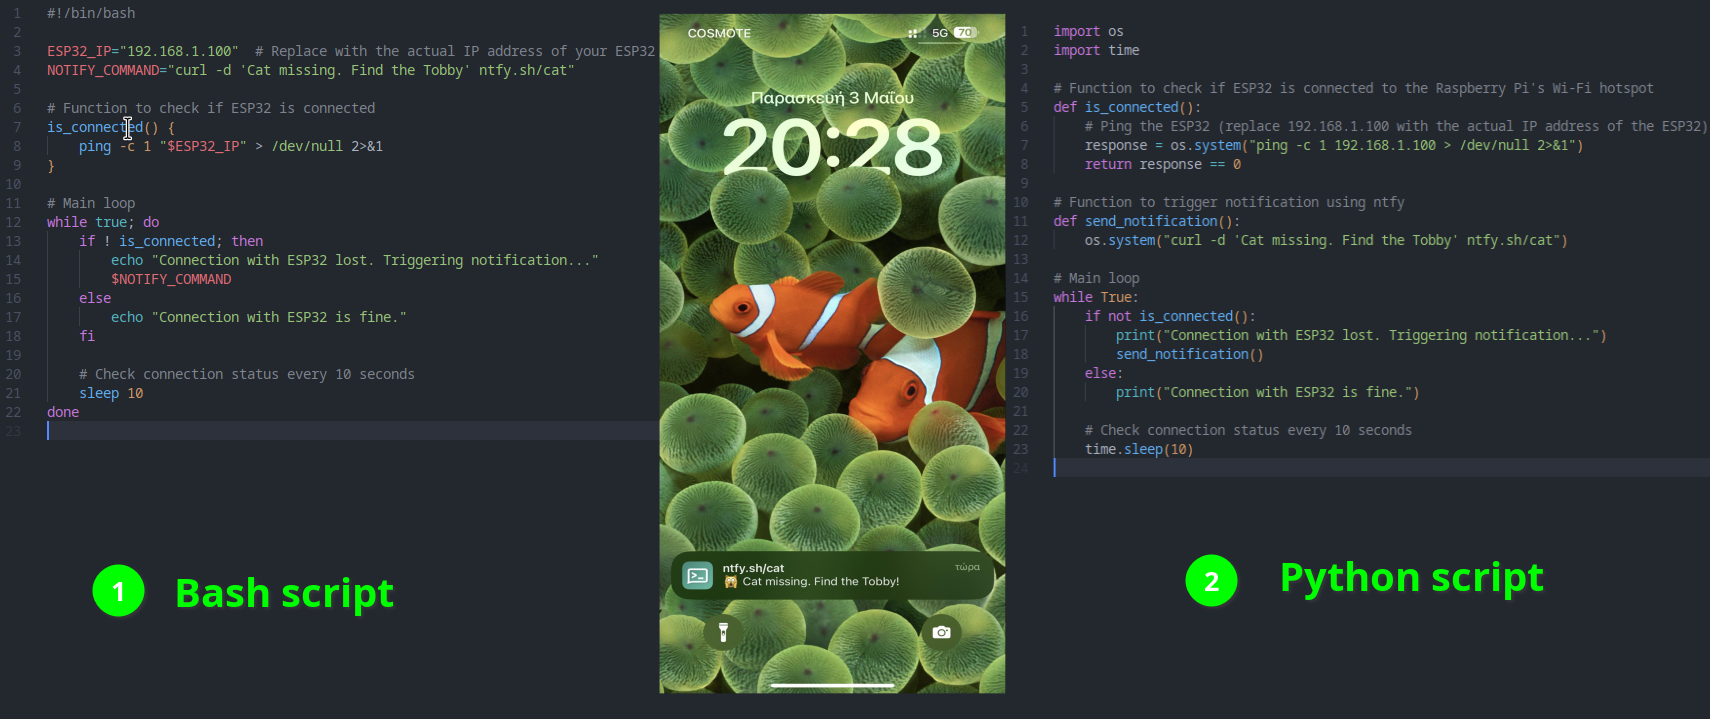 1 #!/bin/bash
2
3 ESP32_IP="192.168.1.100"  # Replace with the actual IP address of your ESP32
4 NOTIFY_COMMAND="curl -d 'Cat missing. Find the Tobby' ntfy.sh/cat"
5
6 # Function to check if ESP32 is connected
7 is_connected() {
8     ping -c 1 "$ESP32_IP" > /dev/null 2>&1
9 }
10
11 # Main loop
12 while true; do
13     if ! is_connected; then
14         echo "Connection with ESP32 lost. Triggering notification..."
15         $NOTIFY_COMMAND
16     else
17         echo "Connection with ESP32 is fine."
18     fi
19
20     # Check connection status every 10 seconds
21     sleep 10
22 done
23
1 Bash script
COSMOTE 5G 70
Παρασκευή 3 Μαΐου
20:28
ntfy.sh/cat τώρα
🙀 Cat missing. Find the Tobby!
1 import os
2 import time
3
4 # Function to check if ESP32 is connected to the Raspberry Pi's Wi-Fi hotspot
5 def is_connected():
6     # Ping the ESP32 (replace 192.168.1.100 with the actual IP address of the ESP32)
7     response = os.system("ping -c 1 192.168.1.100 > /dev/null 2>&1")
8     return response == 0
9
10 # Function to trigger notification using ntfy
11 def send_notification():
12     os.system("curl -d 'Cat missing. Find the Tobby' ntfy.sh/cat")
13
14 # Main loop
15 while True:
16     if not is_connected():
17         print("Connection with ESP32 lost. Triggering notification...")
18         send_notification()
19     else:
20         print("Connection with ESP32 is fine.")
21
22     # Check connection status every 10 seconds
23     time.sleep(10)
24
2 Python script